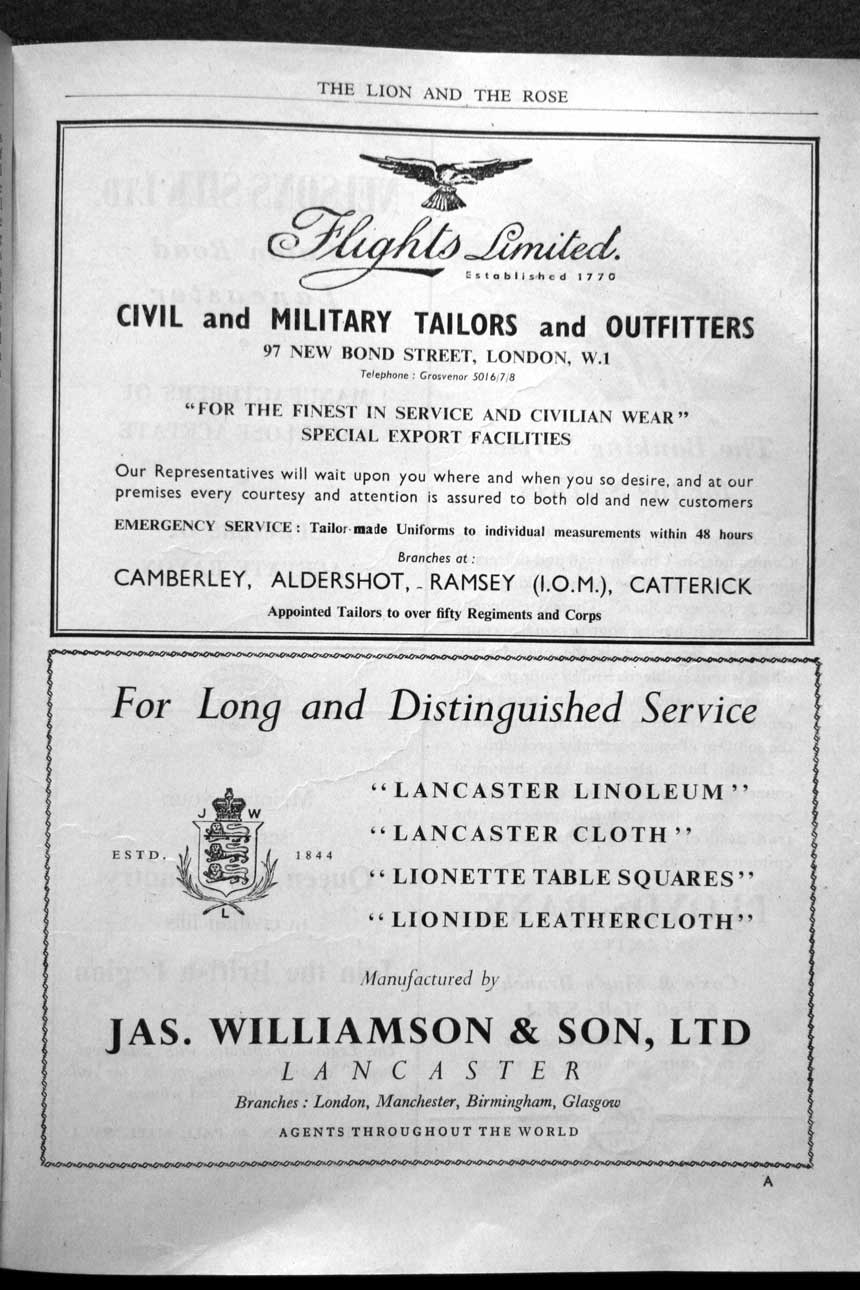 THE LION AND THE ROSE
Flights Limited.
Established 1770
CIVIL and MILITARY TAILORS and OUTFITTERS
97 NEW BOND STREET, LONDON, W.1
Telephone : Grosvenor 5016/7/8
“FOR THE FINEST IN SERVICE AND CIVILIAN WEAR”
SPECIAL EXPORT FACILITIES
Our Representatives will wait upon you where and when you so desire, and at our
premises every courtesy and attention is assured to both old and new customers
EMERGENCY SERVICE : Tailor-made Uniforms to individual measurements within 48 hours
Branches at :
CAMBERLEY, ALDERSHOT, RAMSEY (I.O.M.), CATTERICK
Appointed Tailors to over fifty Regiments and Corps
For Long and Distinguished Service
“LANCASTER LINOLEUM”
“LANCASTER CLOTH”
“LIONETTE TABLE SQUARES”
“LIONIDE LEATHERCLOTH”
J W
ESTD. 1844
L
Manufactured by
JAS. WILLIAMSON & SON, LTD
LANCASTER
Branches : London, Manchester, Birmingham, Glasgow
AGENTS THROUGHOUT THE WORLD
A